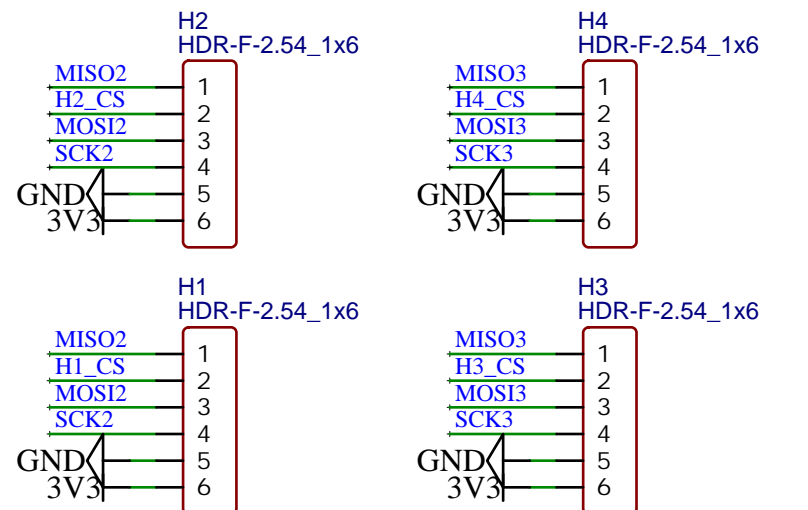 H2
HDR-F-2.54_1x6
MISO2 1
H2_CS 2
MOSI2 3
SCK2 4
GND 5
3V3 6
H4
HDR-F-2.54_1x6
MISO3 1
H4_CS 2
MOSI3 3
SCK3 4
GND 5
3V3 6
H1
HDR-F-2.54_1x6
MISO2 1
H1_CS 2
MOSI2 3
SCK2 4
GND 5
3V3 6
H3
HDR-F-2.54_1x6
MISO3 1
H3_CS 2
MOSI3 3
SCK3 4
GND 5
3V3 6